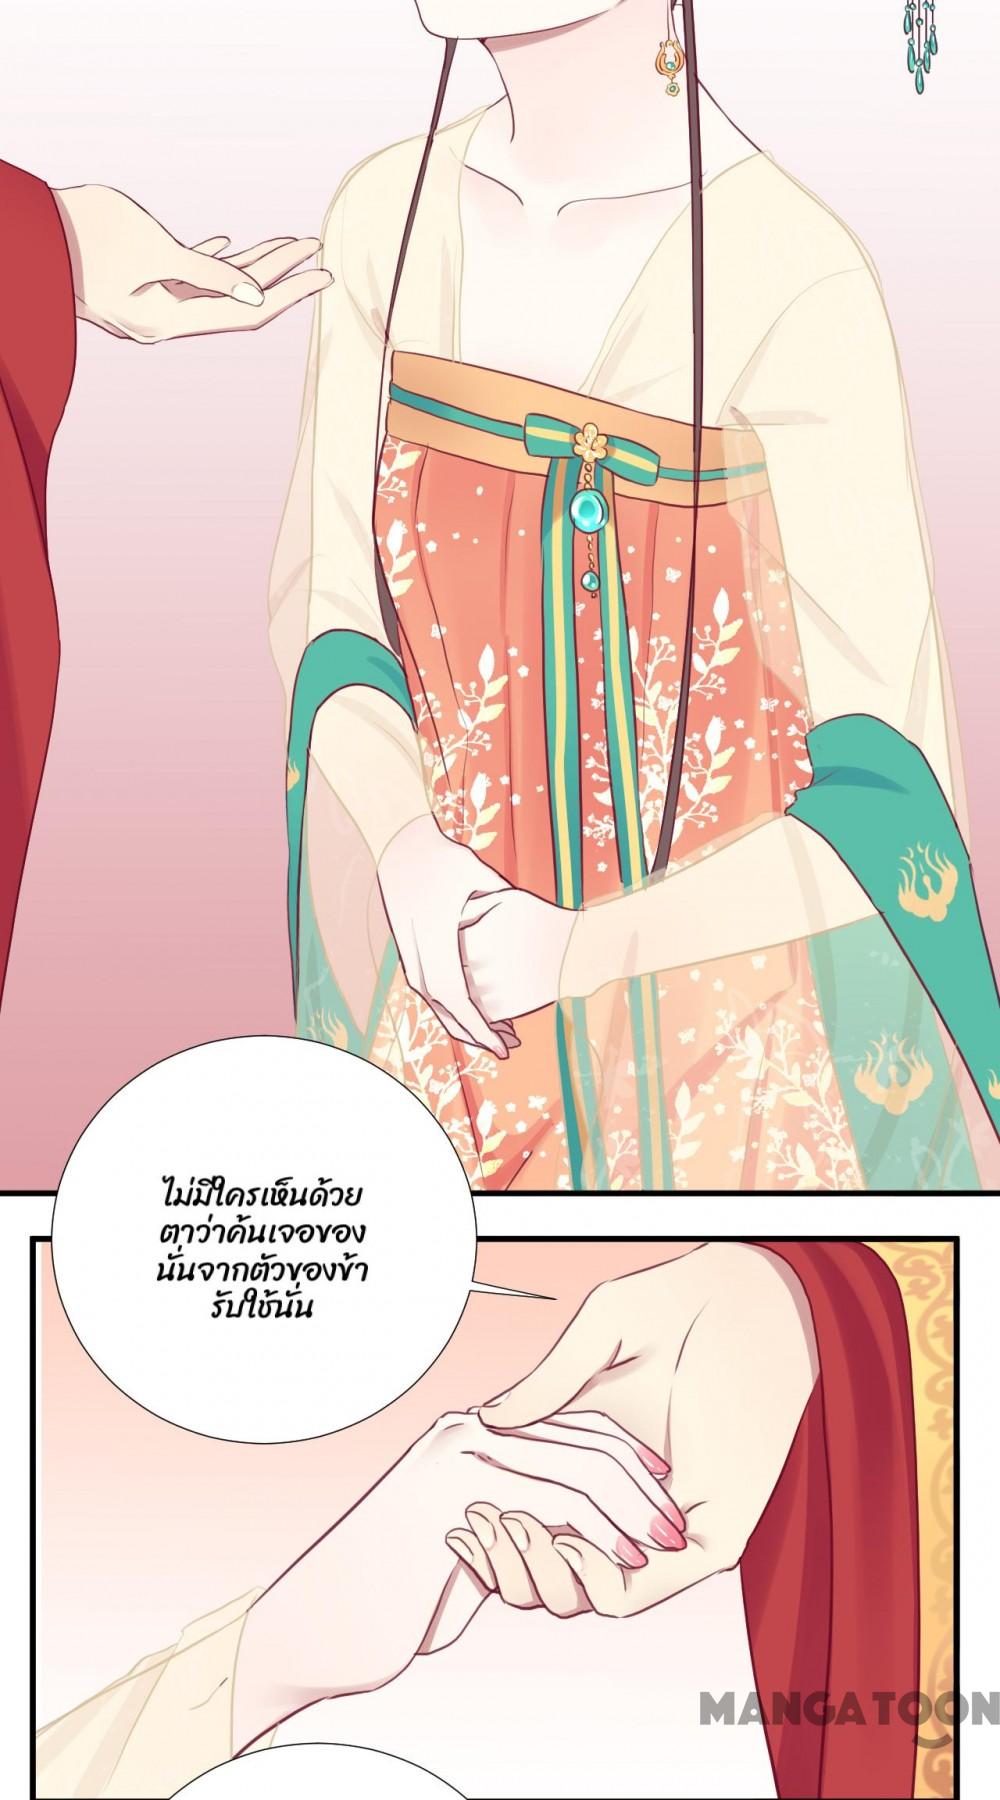 ไม่มีใครเห็นด้วย
ตาว่าค้นเจอของ
นั่นจากตัวของข้า
รับใช้นั่น
MANGATOON